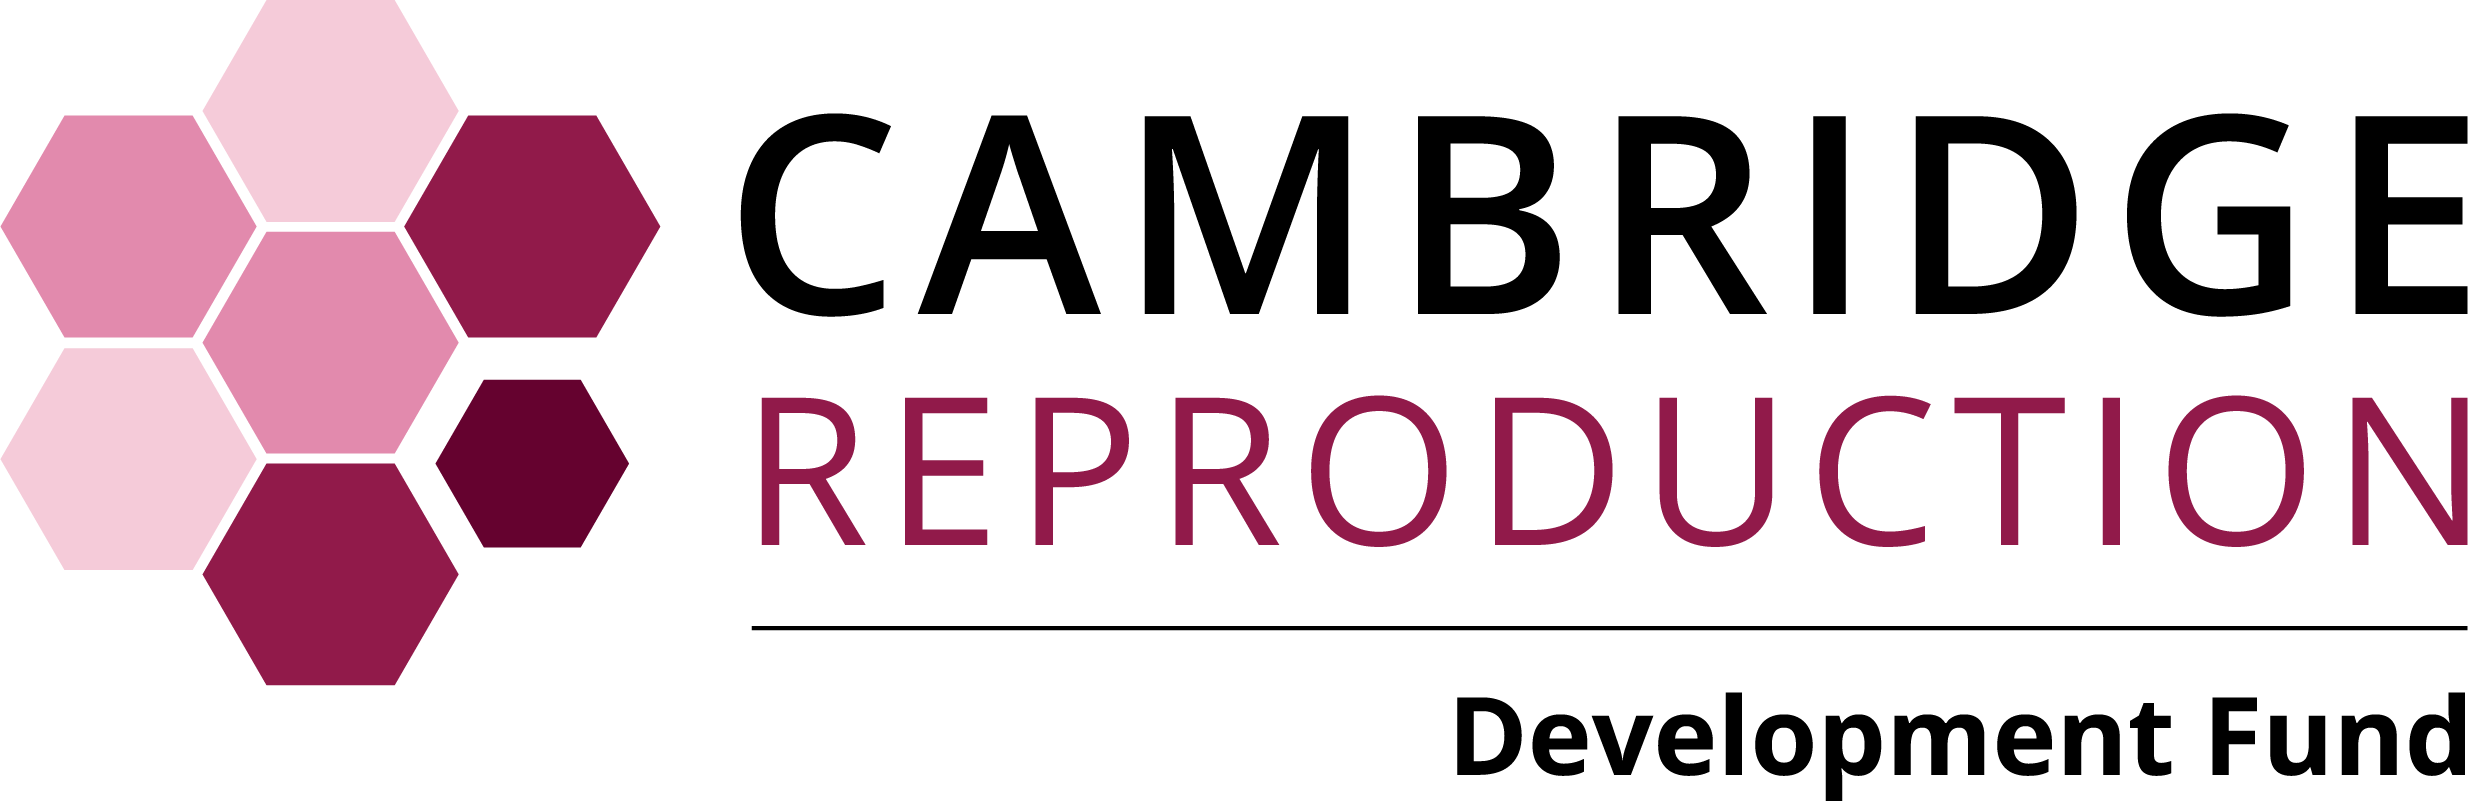 CAMBRIDGE
REPRODUCTION
Development Fund